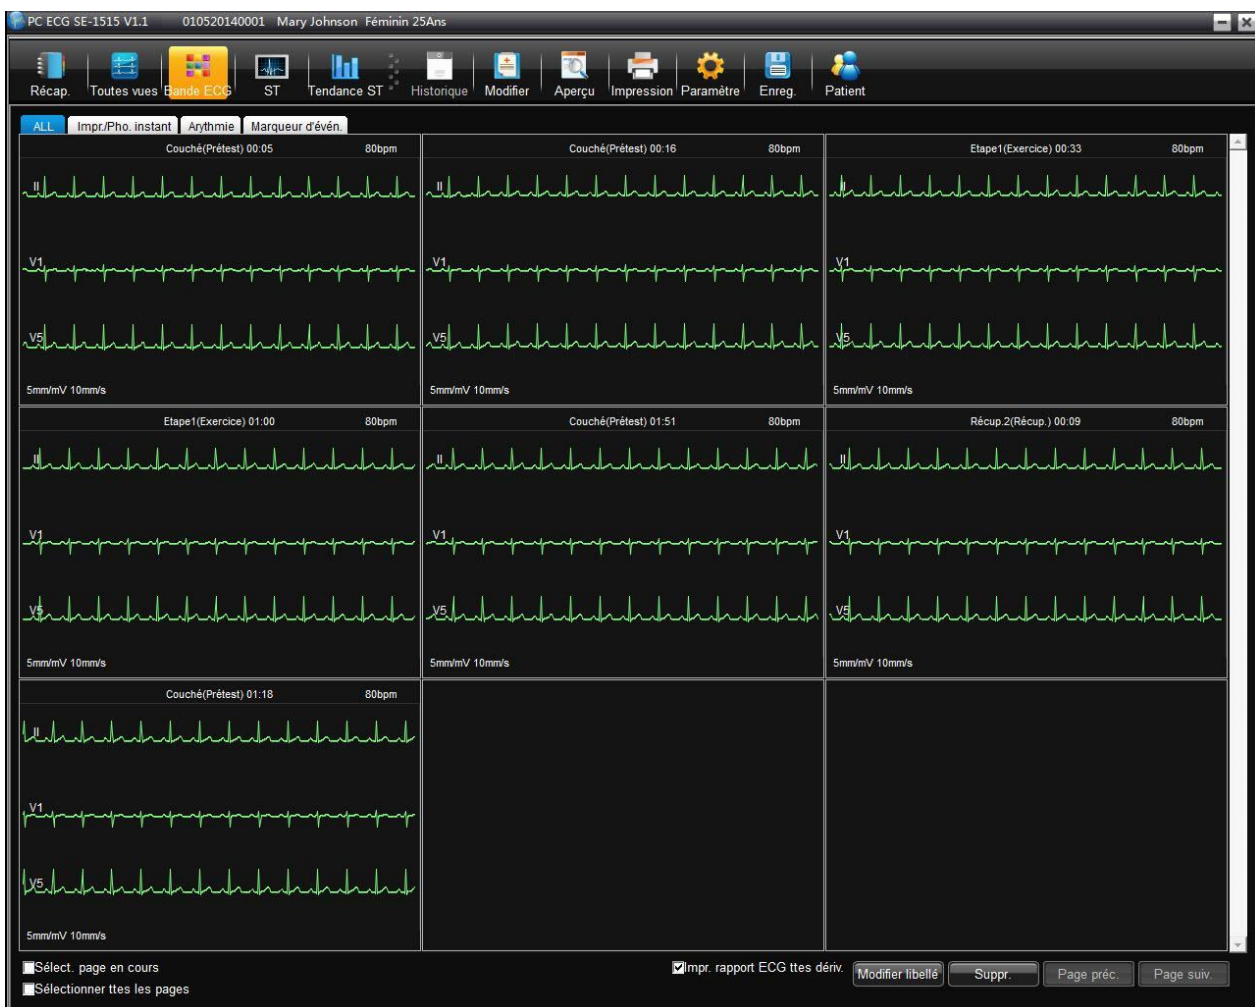 PC ECG SE-1515 V1.1 010520140001 Mary Johnson Féminin 25Ans
Récap. Toutes vues Bande ECG ST Tendance ST Historique Modifier Aperçu Impression Paramètre Enreg. Patient
ALL Impr./Pho. instant Arythmie Marqueur d'évén.
Couché(Prétest) 00:05 80bpm Couché(Prétest) 00:16 80bpm Etape1(Exercice) 00:33 80bpm
II II II
V1 V1 V1
V5 V5 V5
5mm/mV 10mm/s 5mm/mV 10mm/s 5mm/mV 10mm/s
Etape1(Exercice) 01:00 80bpm Couché(Prétest) 01:51 80bpm Récup.2(Récup.) 00:09 80bpm
II II II
V1 V1 V1
V5 V5 V5
5mm/mV 10mm/s 5mm/mV 10mm/s 5mm/mV 10mm/s
Couché(Prétest) 01:18 80bpm
II
V1
V5
5mm/mV 10mm/s
Sélect. page en cours Impr. rapport ECG ttes dériv. Modifier libellé Suppr. Page préc. Page suiv.
Sélectionner ttes les pages